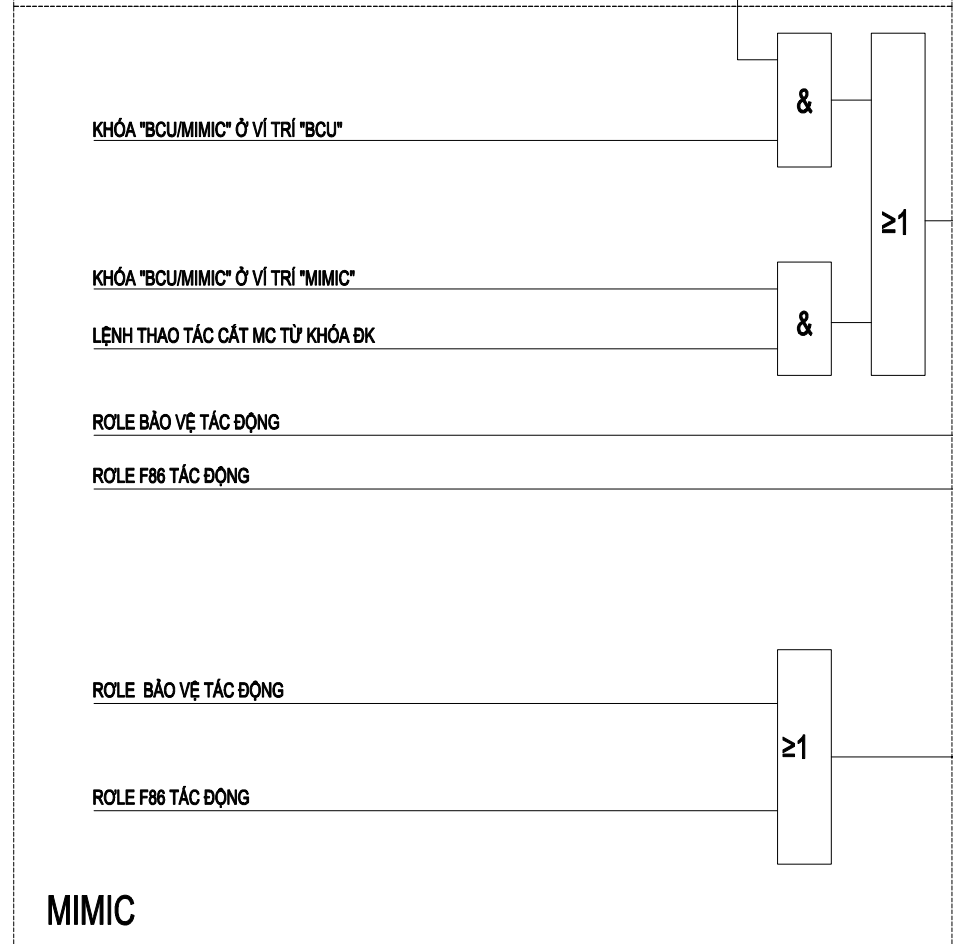 &
KHÓA "BCU/MIMIC" Ở VÍ TRÍ "BCU"
≥1
KHÓA "BCU/MIMIC" Ở VÍ TRÍ "MIMIC"
&
LỆNH THAO TÁC CẮT MC TỪ KHÓA ĐK
RƠLE BẢO VỆ TÁC ĐỘNG
RƠLE F86 TÁC ĐỘNG
RƠLE BẢO VỆ TÁC ĐỘNG
≥1
RƠLE F86 TÁC ĐỘNG
MIMIC